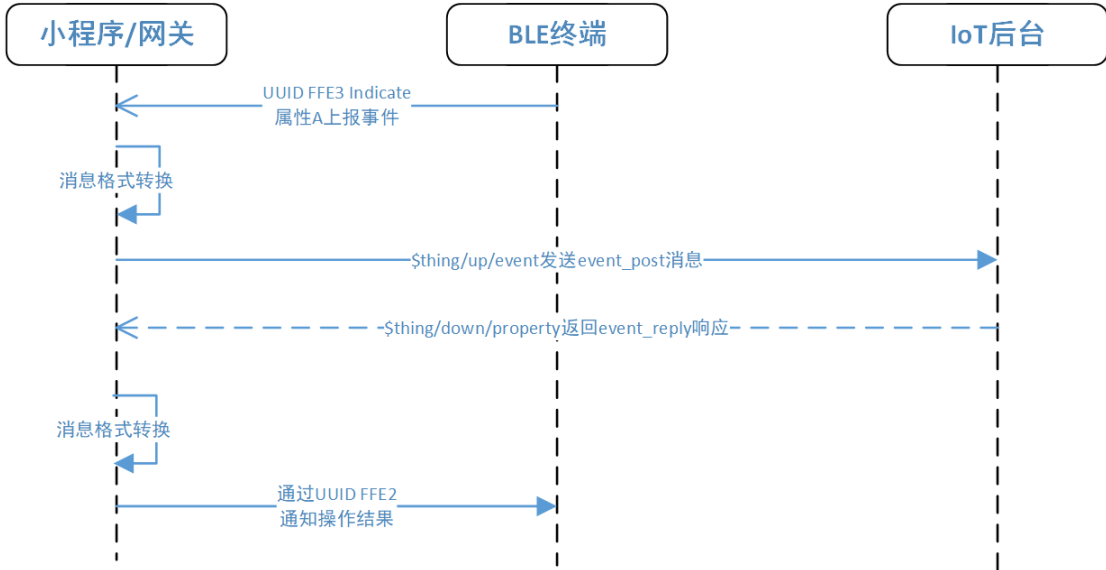 小程序/网关
BLE终端
IoT后台
UUID FFE3 Indicate
属性A上报事件
消息格式转换
$thing/up/event发送event_post消息
$thing/down/property返回event_reply响应
消息格式转换
通过UUID FFE2
通知操作结果